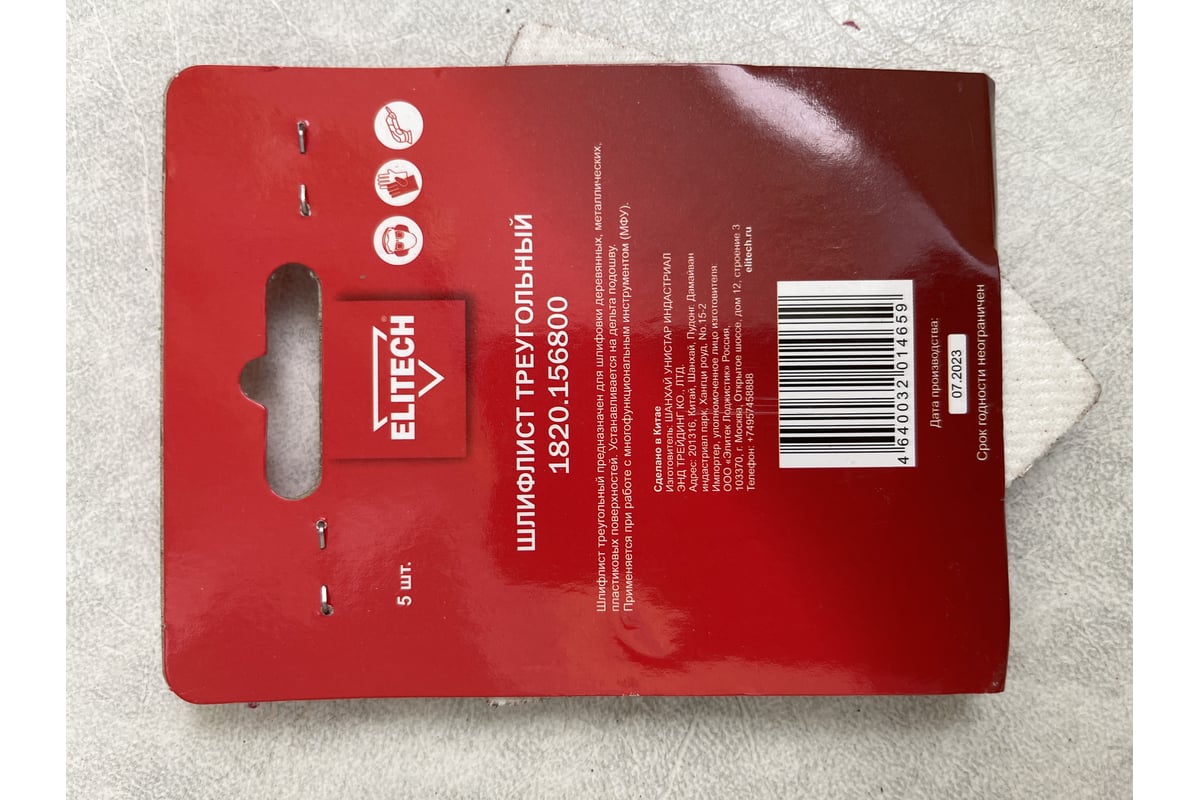 5 шт.
ELITECH®
ШЛИФЛИСТ ТРЕУГОЛЬНЫЙ
1820.156800
Шлифлист треугольный предназначен для шлифовки деревянных, металлических,
пластиковых поверхностей. Устанавливается на дельта подошву.
Применяется при работе с многофункциональным инструментом (МФУ).
Сделано в Китае
Изготовитель: ШАНХАЙ УНИСТАР ИНДАСТРИАЛ
ЭНД ТРЕЙДИНГ КО., ЛТД.
Адрес: 201316, Китай, Шанхай, Пудонг, Дамайван
индастриал парк, Хангци роуд, No.15-2
Импортер, уполномоченное лицо изготовителя:
ООО «Элитек Лоджистик» Россия,
103370, г. Москва, Открытое шоссе, дом 12, строение 3
Телефон: +74957458888
elitech.ru
4 640032 014659
Дата производства:
07.2023
Срок годности неограничен